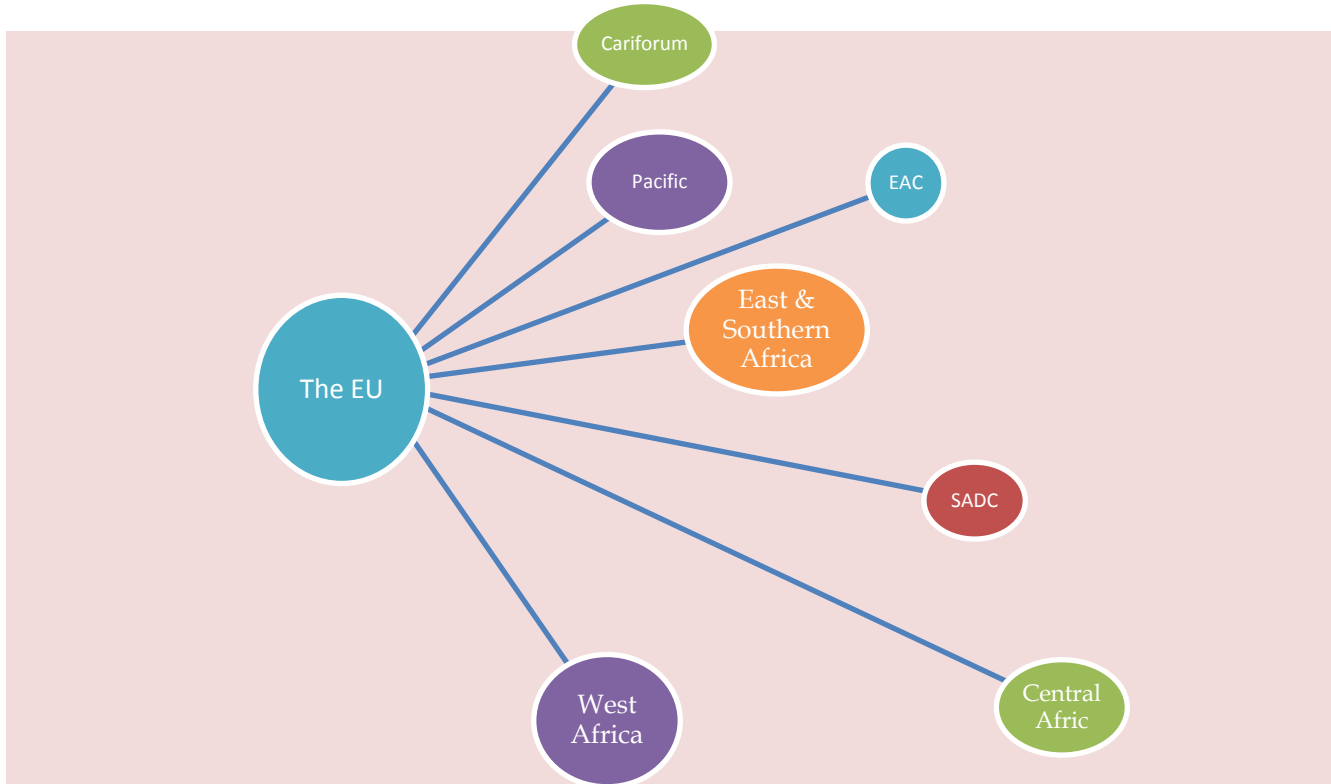 Cariforum
Pacific
EAC
East &
Southern
Africa
The EU
SADC
Central
Afric
West
Africa